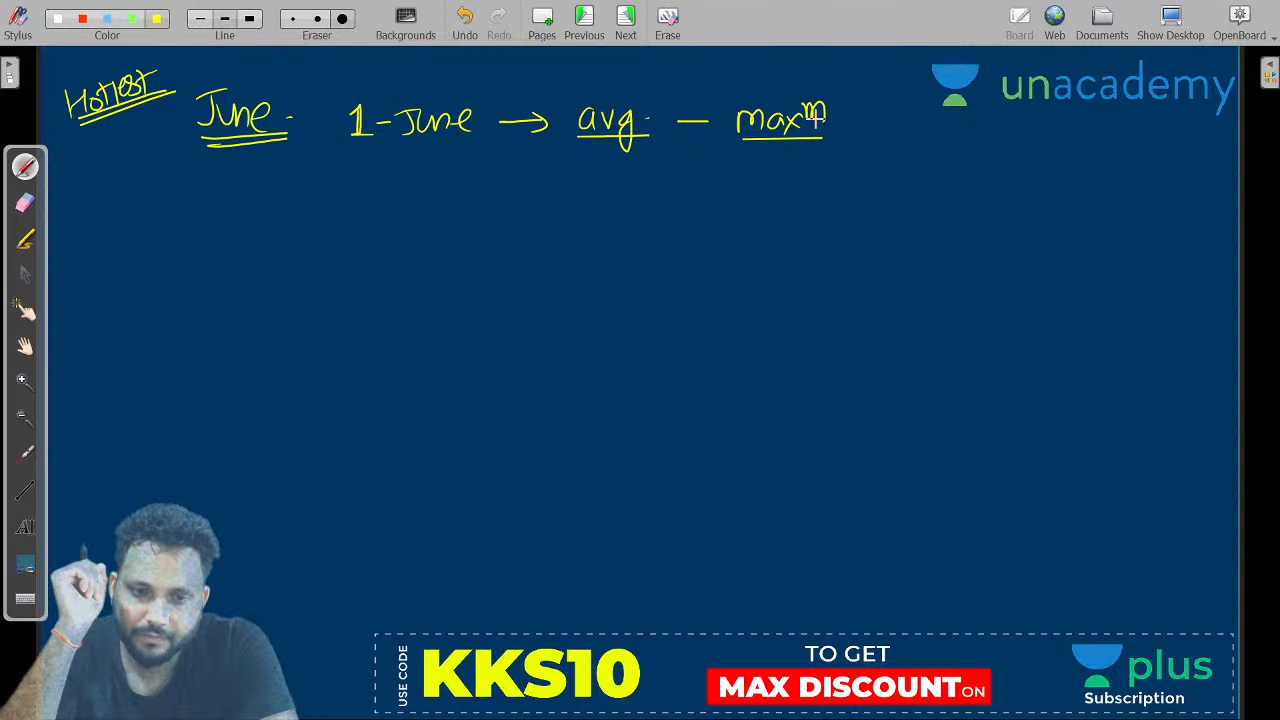 Stylus Color Line Eraser Backgrounds Undo Redo Pages Previous Next Erase Board Web Documents Show Desktop OpenBoard
Hottest June. 1-June → avg. — maxᵐ
unacademy
AI
USE CODE KKS10
TO GET
MAX DISCOUNT ON
plus
Subscription